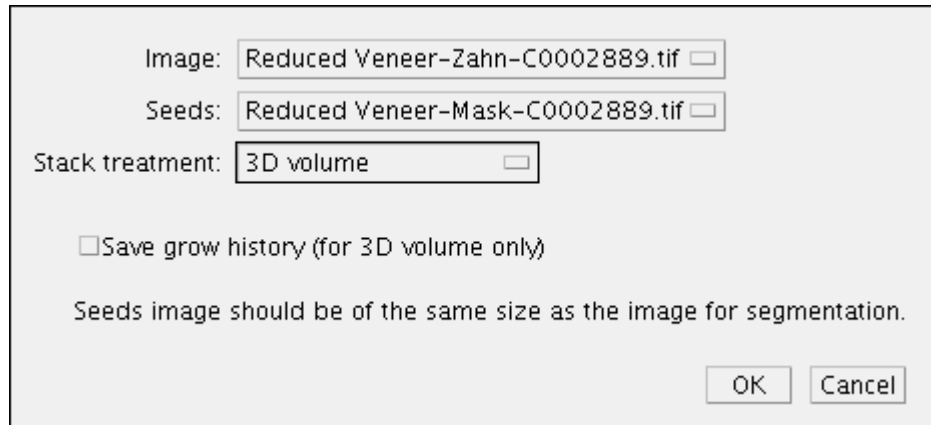 Image: Reduced Veneer-Zahn-C0002889.tif
Seeds: Reduced Veneer-Mask-C0002889.tif
Stack treatment: 3D volume
Save grow history (for 3D volume only)
Seeds image should be of the same size as the image for segmentation.
OK Cancel